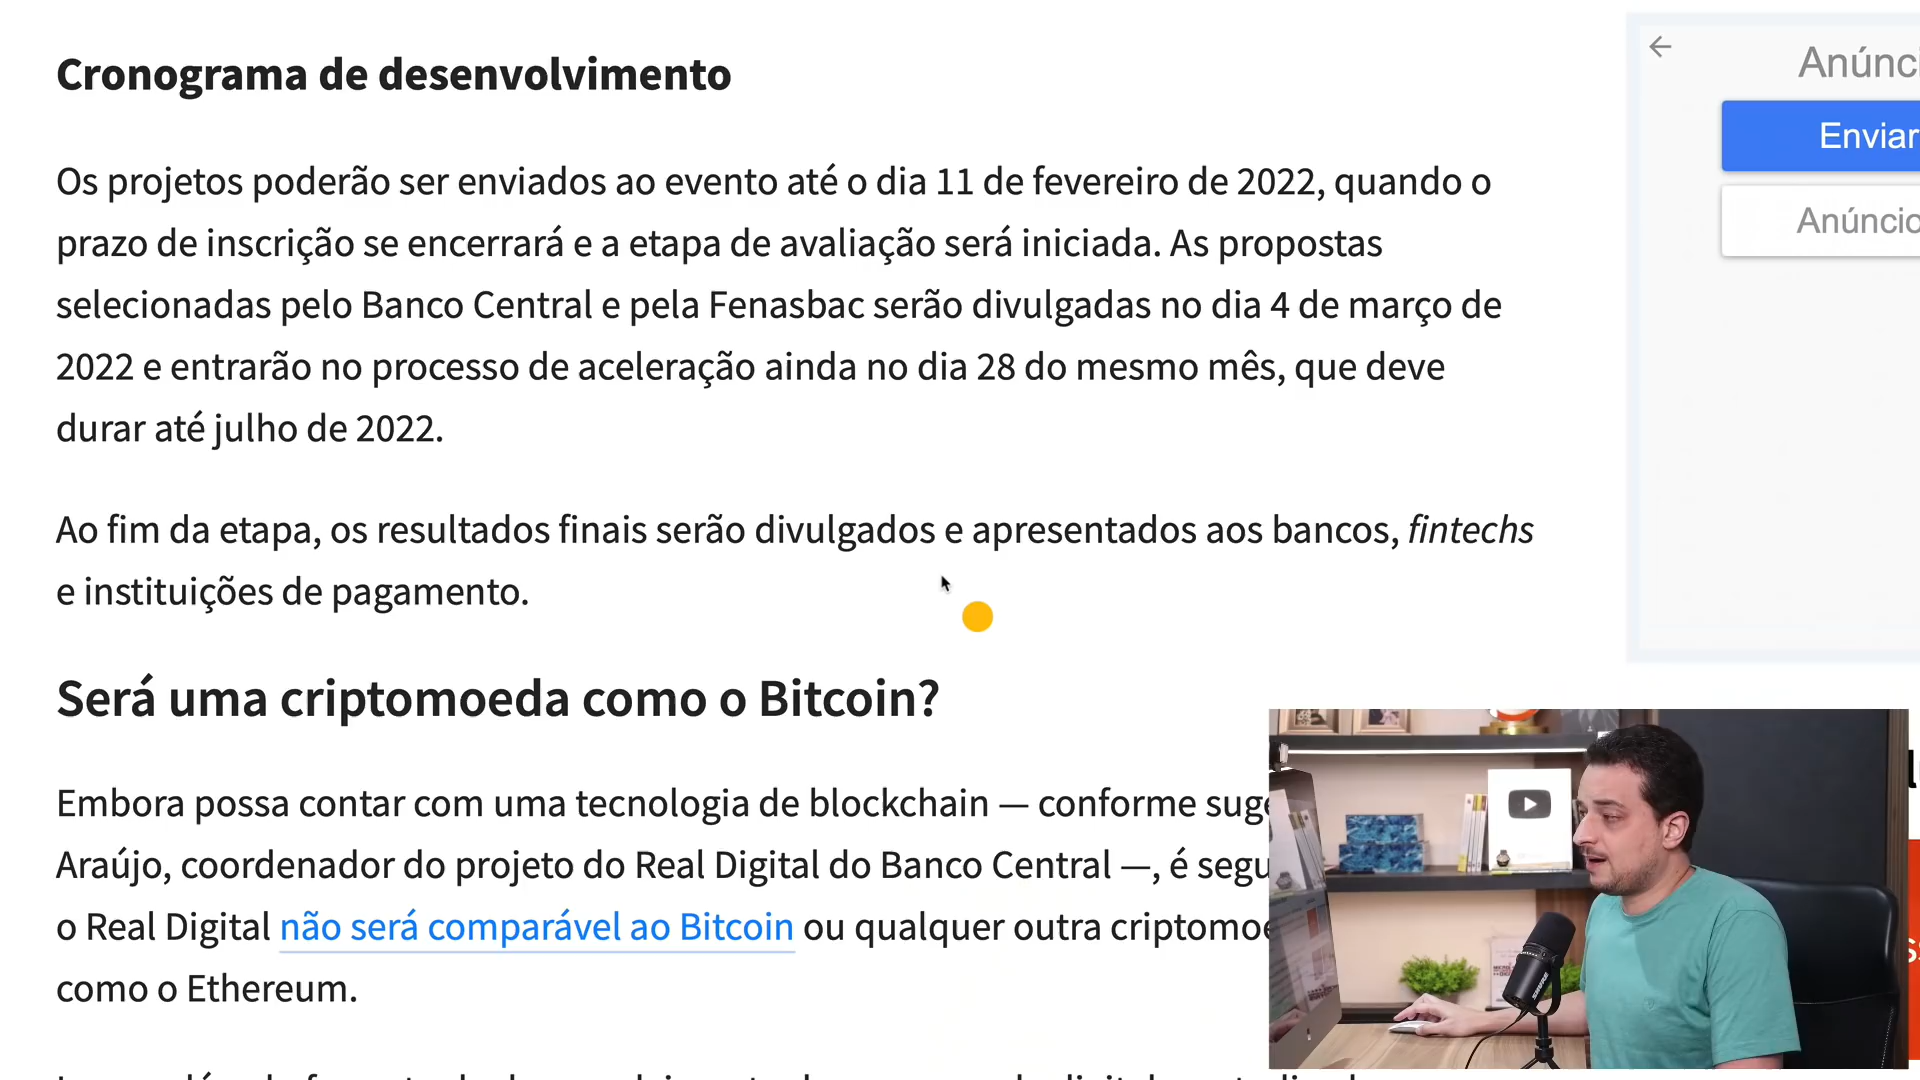 Cronograma de desenvolvimento
Os projetos poderão ser enviados ao evento até o dia 11 de fevereiro de 2022, quando o
prazo de inscrição se encerrará e a etapa de avaliação será iniciada. As propostas
selecionadas pelo Banco Central e pela Fenasbac serão divulgadas no dia 4 de março de
2022 e entrarão no processo de aceleração ainda no dia 28 do mesmo mês, que deve
durar até julho de 2022.
Ao fim da etapa, os resultados finais serão divulgados e apresentados aos bancos, fintechs
e instituições de pagamento.
Será uma criptomoeda como o Bitcoin?
Embora possa contar com uma tecnologia de blockchain — conforme suge
Araújo, coordenador do projeto do Real Digital do Banco Central —, é segu
o Real Digital não será comparável ao Bitcoin ou qualquer outra criptomoe
como o Ethereum.
Anúnci
Enviar
Anúncio